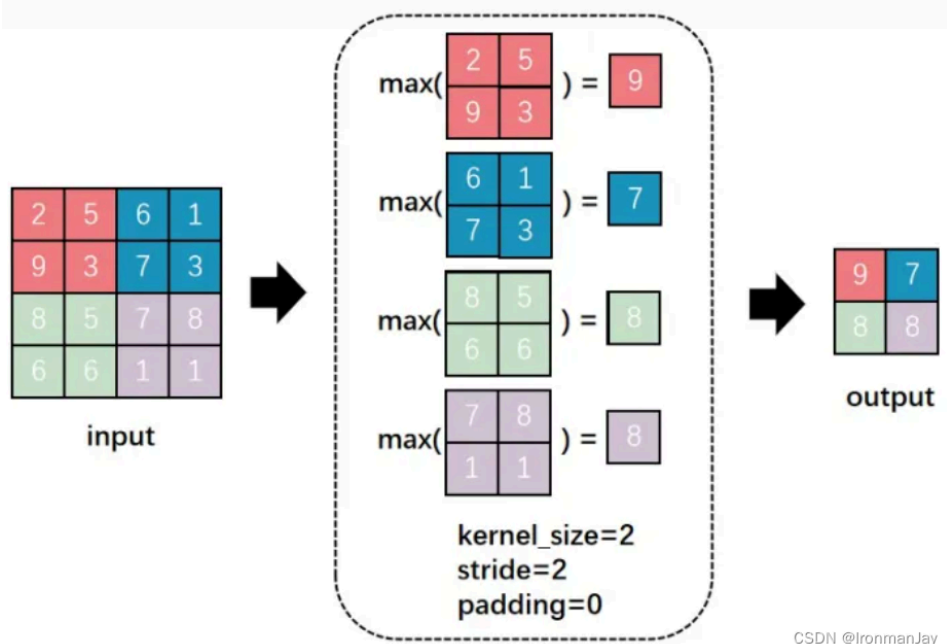 2 5 6 1
9 3 7 3
8 5 7 8
6 6 1 1
input
2 5
max( ) = 9
9 3
6 1
max( ) = 7
7 3
8 5
max( ) = 8
6 6
7 8
max( ) = 8
1 1
kernel_size=2
stride=2
padding=0
9 7
8 8
output
CSDN @IronmanJay